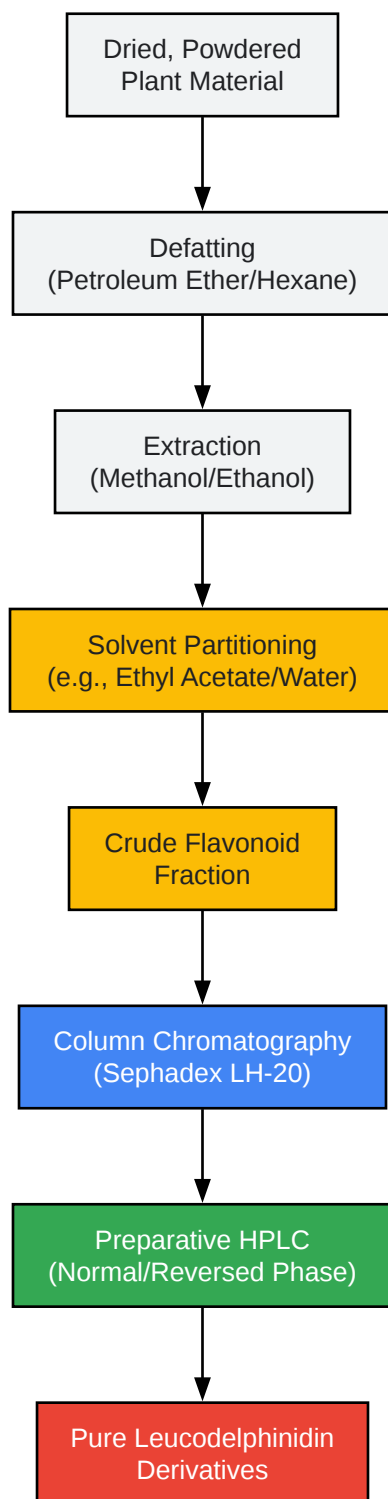 Dried, Powdered
Plant Material
Defatting
(Petroleum Ether/Hexane)
Extraction
(Methanol/Ethanol)
Solvent Partitioning
(e.g., Ethyl Acetate/Water)
Crude Flavonoid
Fraction
Column Chromatography
(Sephadex LH-20)
Preparative HPLC
(Normal/Reversed Phase)
Pure Leucodelphinidin
Derivatives